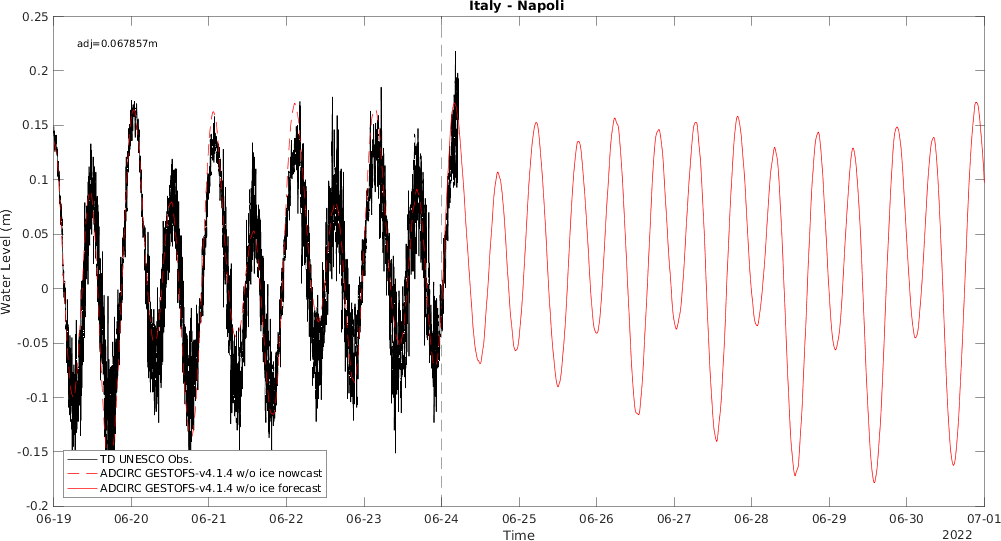 Italy - Napoli
adj=0.067857m
0.25
0.2
0.15
0.1
0.05
0
-0.05
-0.1
-0.15
-0.2
Water Level (m)
TD UNESCO Obs.
ADCIRC GESTOFS-v4.1.4 w/o ice nowcast
ADCIRC GESTOFS-v4.1.4 w/o ice forecast
06-19 06-20 06-21 06-22 06-23 06-24 06-25 06-26 06-27 06-28 06-29 06-30 07-01
Time
2022